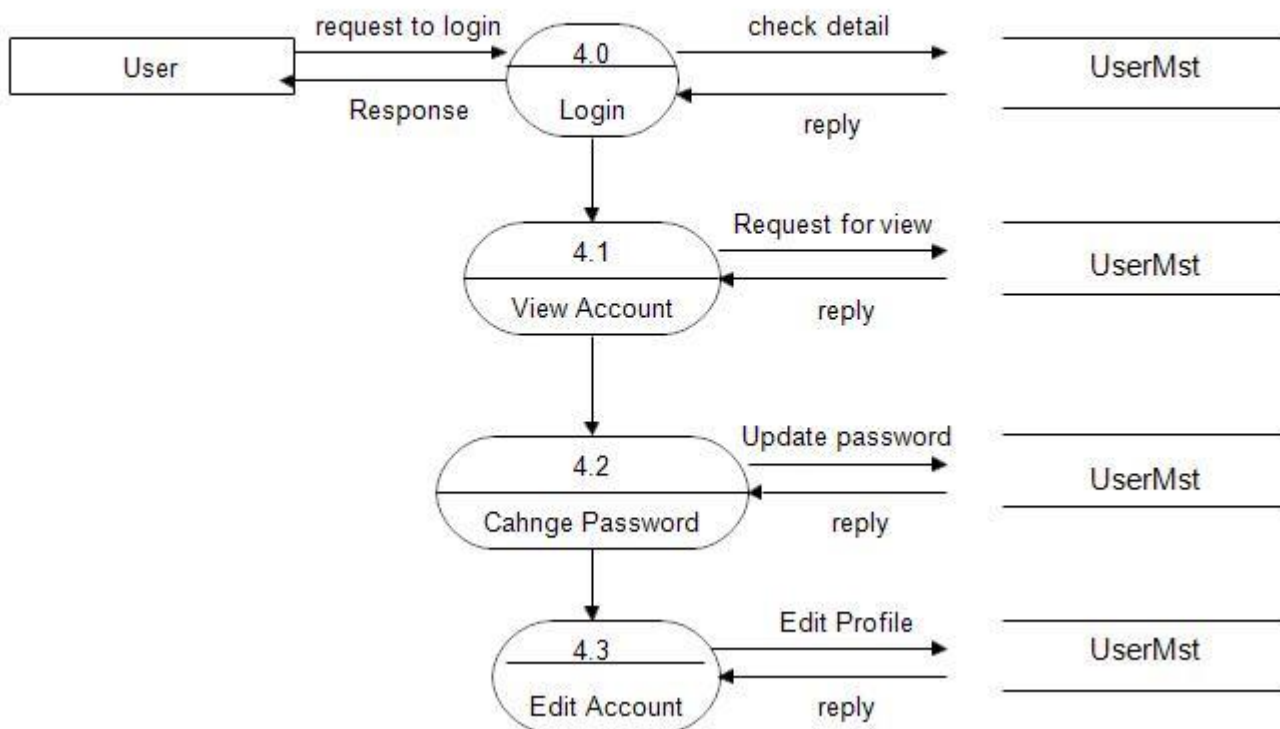 request to login
check detail
User
4.0
UserMst
Response
Login
reply
Request for view
4.1
UserMst
View Account
reply
Update password
4.2
UserMst
Cahnge Password
reply
Edit Profile
4.3
UserMst
Edit Account
reply